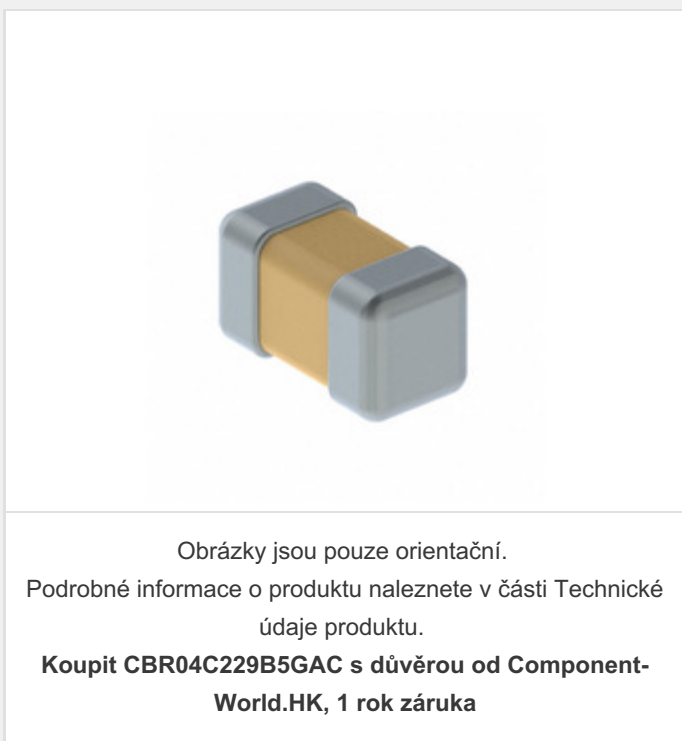 Obrázky jsou pouze orientační.
Podrobné informace o produktu naleznete v části Technické
údaje produktu.
Koupit CBR04C229B5GAC s důvěrou od Component-
World.HK, 1 rok záruka